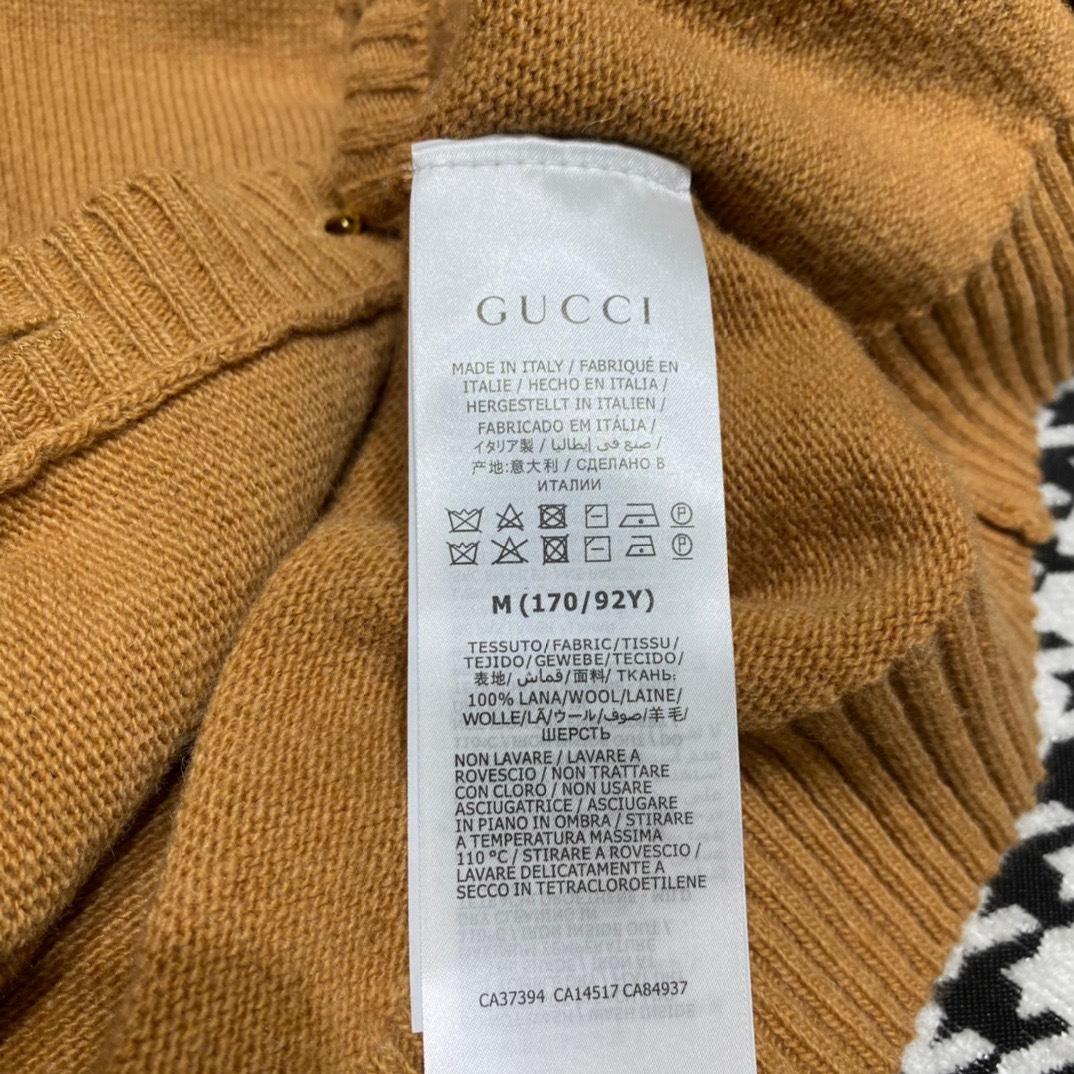 GUCCI
MADE IN ITALY / FABRIQUÉ EN
ITALIE / HECHO EN ITALIA /
HERGESTELLT IN ITALIEN /
FABRICADO EM ITÁLIA /
イタリア製 / صنع في إيطاليا /
产地:意大利 / СДЕЛАНО В
ИТАЛИИ
P
P
M (170/92Y)
TESSUTO/FABRIC/TISSU/
TEJIDO/GEWEBE/TECIDO/
表地/قماش/面料/ ТКАНЬ:
100% LANA/WOOL/LAINE/
WOLLE/LÃ/ウール/صوف/羊毛/
ШЕРСТЬ
NON LAVARE / LAVARE A
ROVESCIO / NON TRATTARE
CON CLORO / NON USARE
ASCIUGATRICE / ASCIUGARE
IN PIANO IN OMBRA / STIRARE
A TEMPERATURA MASSIMA
110 °C / STIRARE A ROVESCIO /
LAVARE DELICATAMENTE A
SECCO IN TETRACLOROETILENE
CA37394 CA14517 CA84937